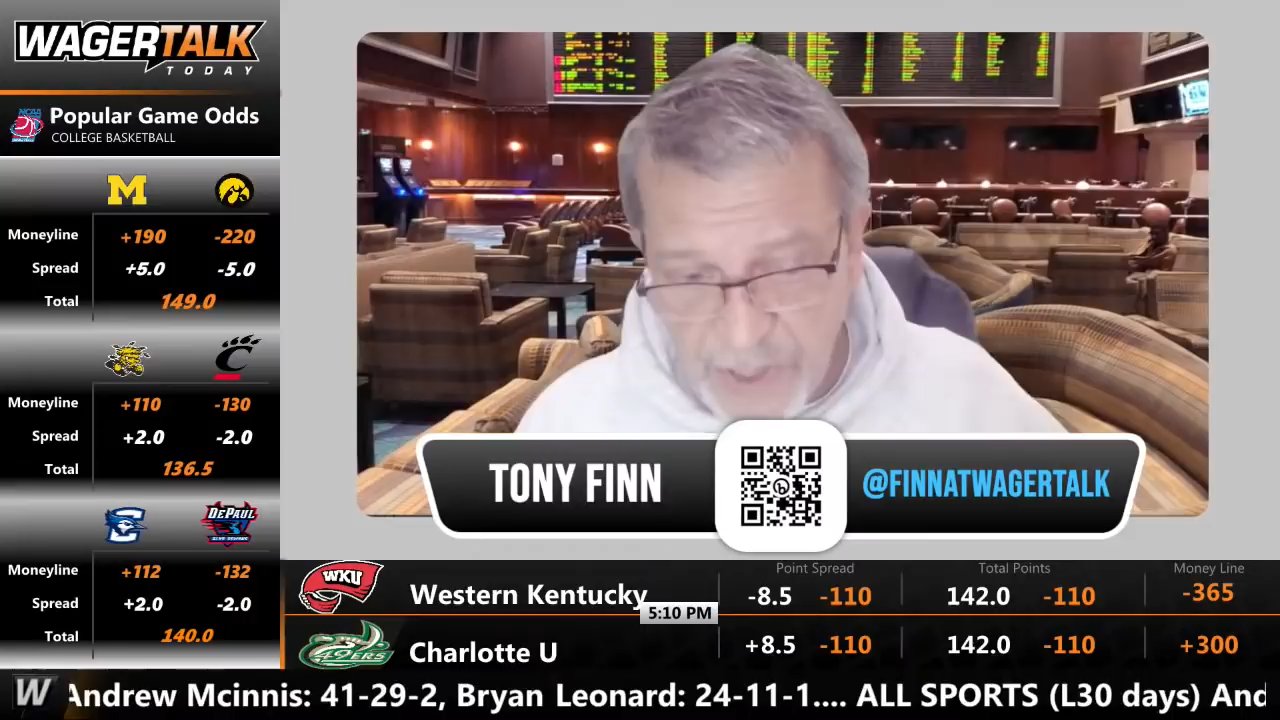 WAGERTALK
TODAY
NCAA
Popular Game Odds
COLLEGE BASKETBALL
M
Moneyline +190 -220
Spread +5.0 -5.0
Total 149.0
C
Moneyline +110 -130
Spread +2.0 -2.0
Total 136.5
DEPAUL
BLUE DEMONS
Moneyline +112 -132
Spread +2.0 -2.0
Total 140.0
TONY FINN
@FINNATWAGERTALK
Point Spread Total Points Money Line
WKU Western Kentucky -8.5 -110 142.0 -110 -365
5:10 PM
49ERS Charlotte U +8.5 -110 142.0 -110 +300
W Andrew Mcinnis: 41-29-2, Bryan Leonard: 24-11-1.... ALL SPORTS (L30 days) And